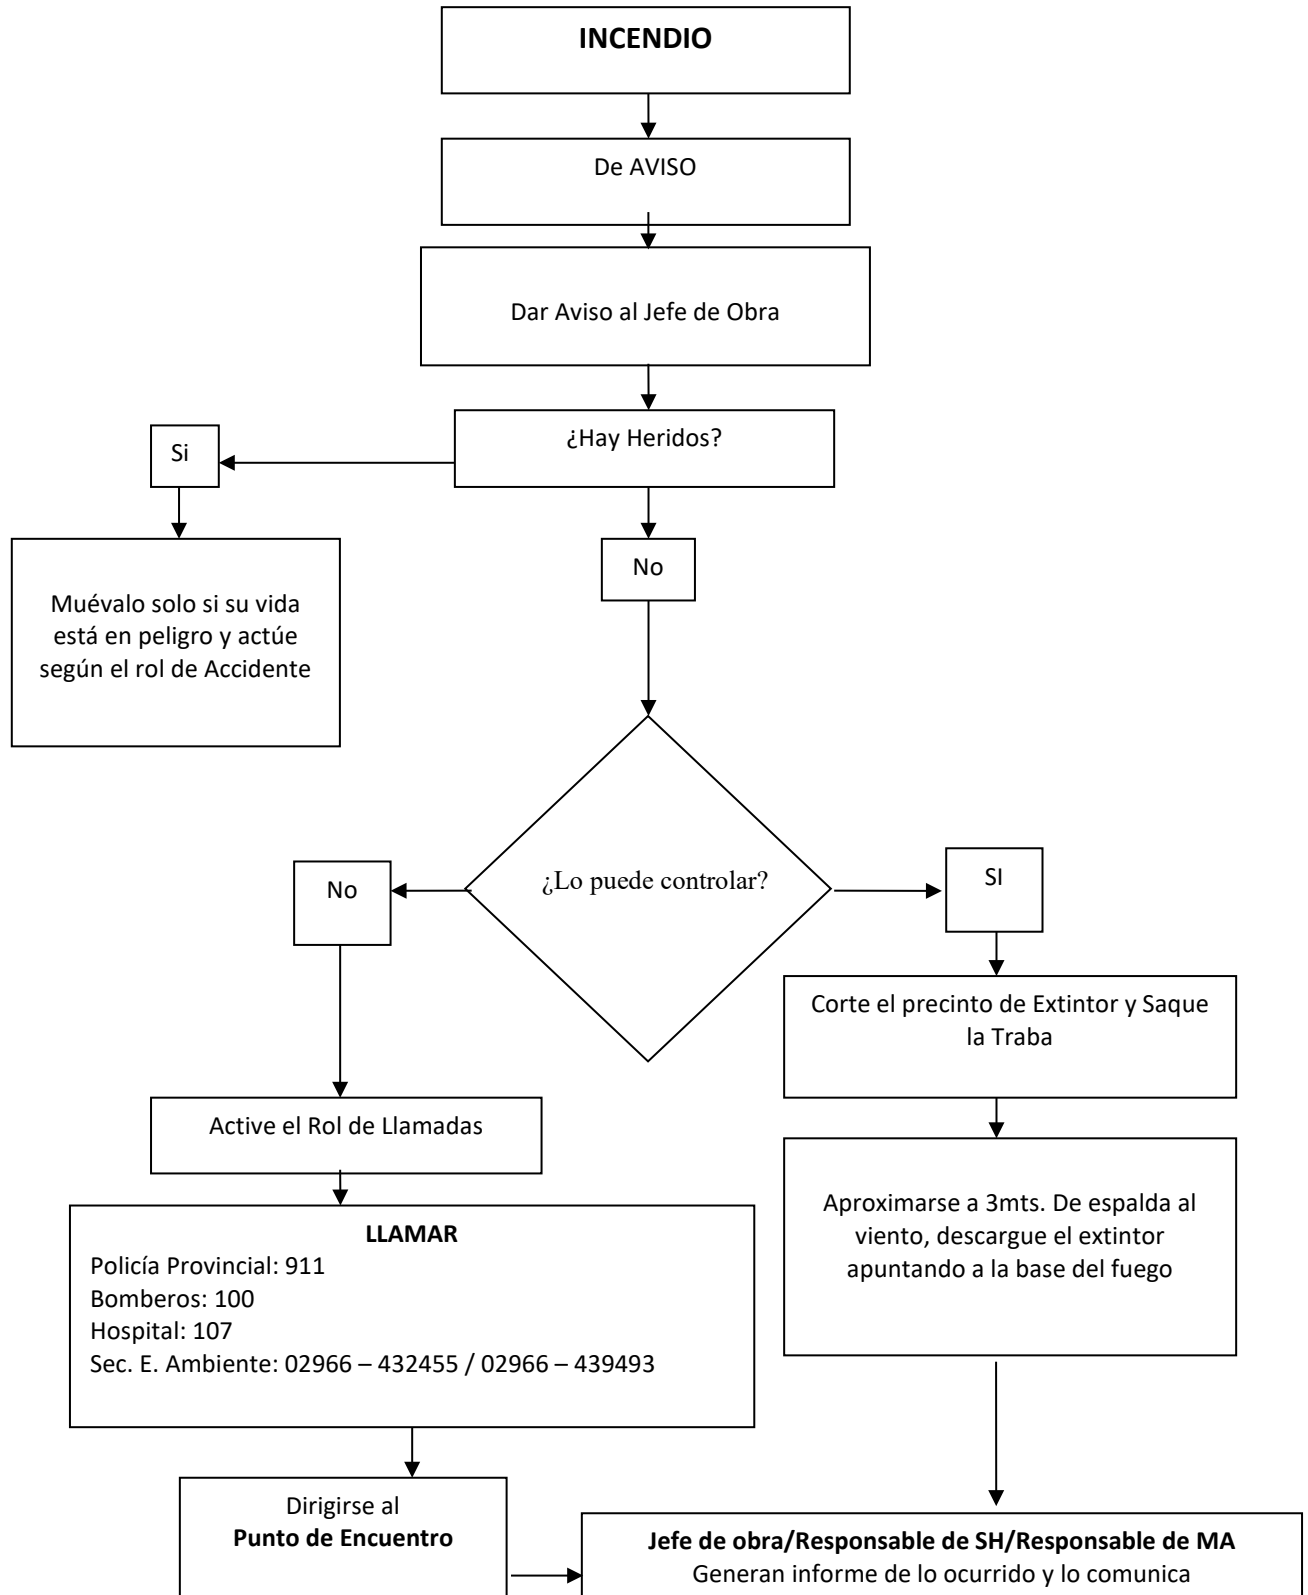 INCENDIO
De AVISO
Dar Aviso al Jefe de Obra
¿Hay Heridos?
Si
No
Muévalo solo si su vida
está en peligro y actúe
según el rol de Accidente
¿Lo puede controlar?
No
SI
Corte el precinto de Extintor y Saque
la Traba
Active el Rol de Llamadas
Aproximarse a 3mts. De espalda al
viento, descargue el extintor
apuntando a la base del fuego
LLAMAR
Policía Provincial: 911
Bomberos: 100
Hospital: 107
Sec. E. Ambiente: 02966 – 432455 / 02966 – 439493
Dirigirse al
Punto de Encuentro
Jefe de obra/Responsable de SH/Responsable de MA
Generan informe de lo ocurrido y lo comunica